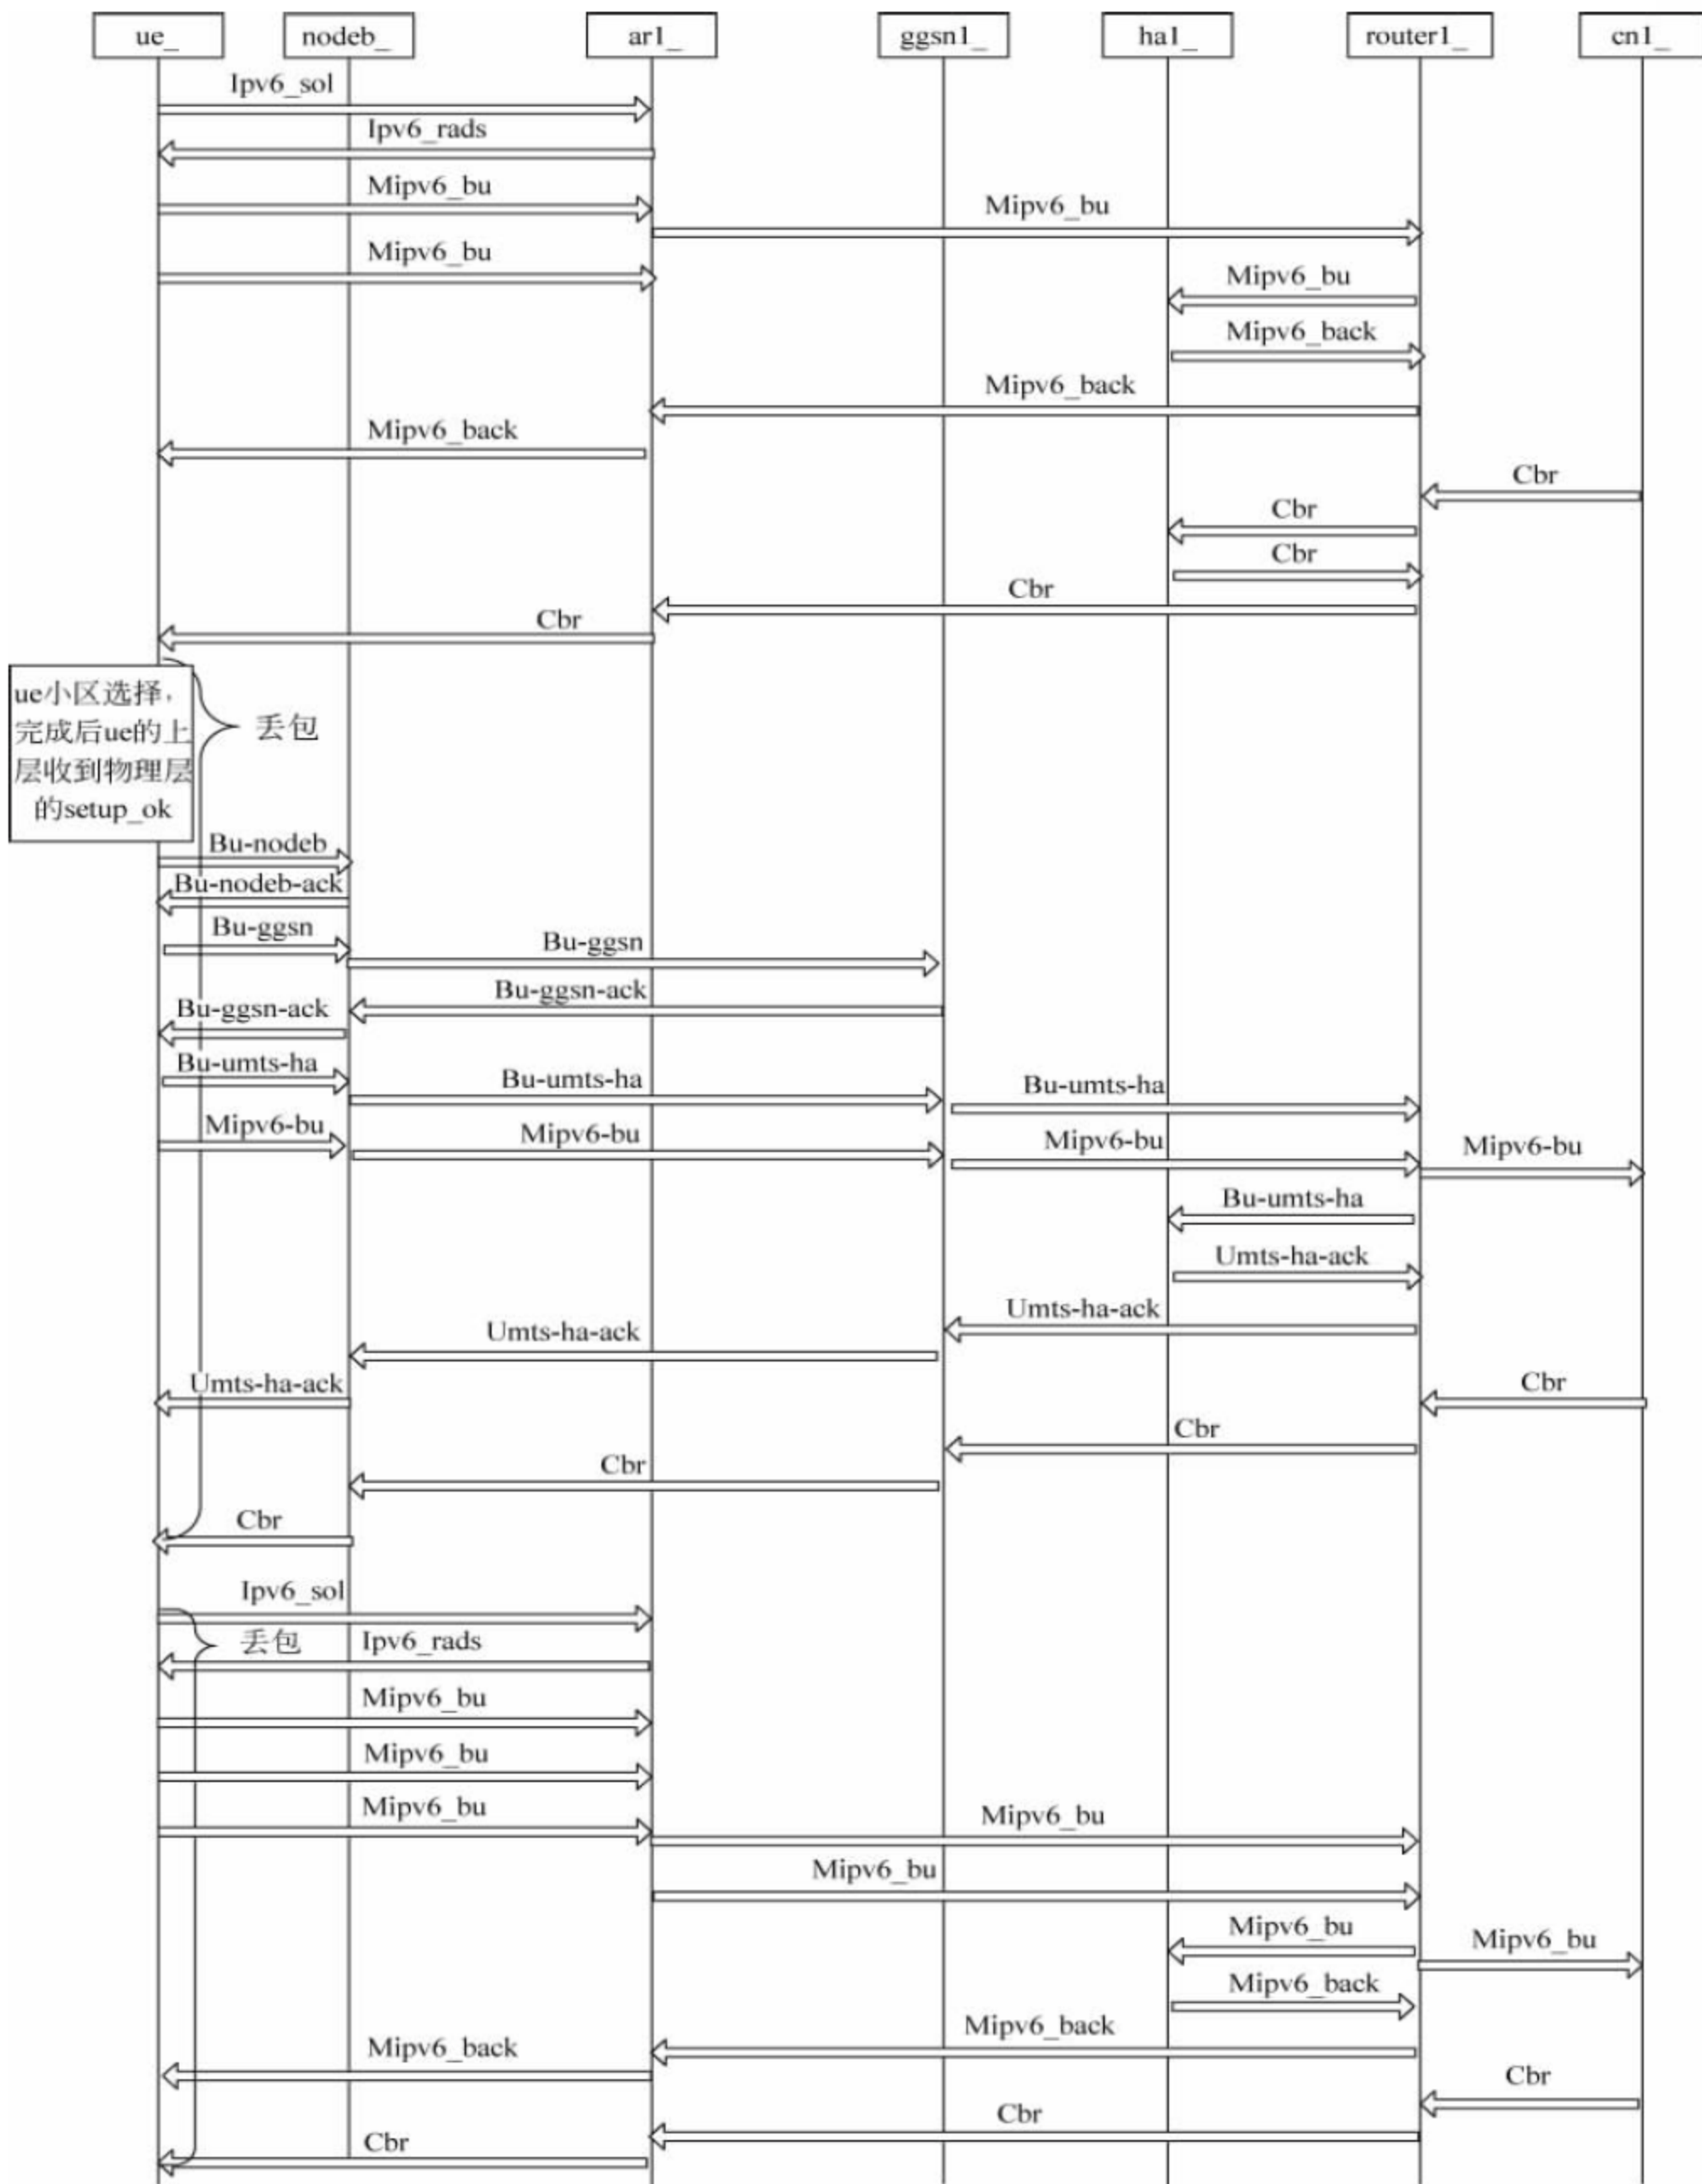 ue_ nodeb_ ar1_ ggsn1_ ha1_ router1_ cn1_
Ipv6_sol
Ipv6_rads
Mipv6_bu
Mipv6_bu
Mipv6_bu
Mipv6_bu
Mipv6_back
Mipv6_back
Mipv6_back
Cbr
Cbr
Cbr
Cbr
Cbr
ue小区选择，
完成后ue的上
层收到物理层
的setup_ok
丢包
Bu-nodeb
Bu-nodeb-ack
Bu-ggsn
Bu-ggsn
Bu-ggsn-ack
Bu-ggsn-ack
Bu-umts-ha
Bu-umts-ha
Bu-umts-ha
Mipv6-bu
Mipv6-bu
Mipv6-bu
Mipv6-bu
Bu-umts-ha
Umts-ha-ack
Umts-ha-ack
Umts-ha-ack
Umts-ha-ack
Cbr
Cbr
Cbr
Cbr
Ipv6_sol
丢包
Ipv6_rads
Mipv6_bu
Mipv6_bu
Mipv6_bu
Mipv6_bu
Mipv6_bu
Mipv6_bu
Mipv6_bu
Mipv6_back
Mipv6_back
Mipv6_back
Cbr
Cbr
Cbr